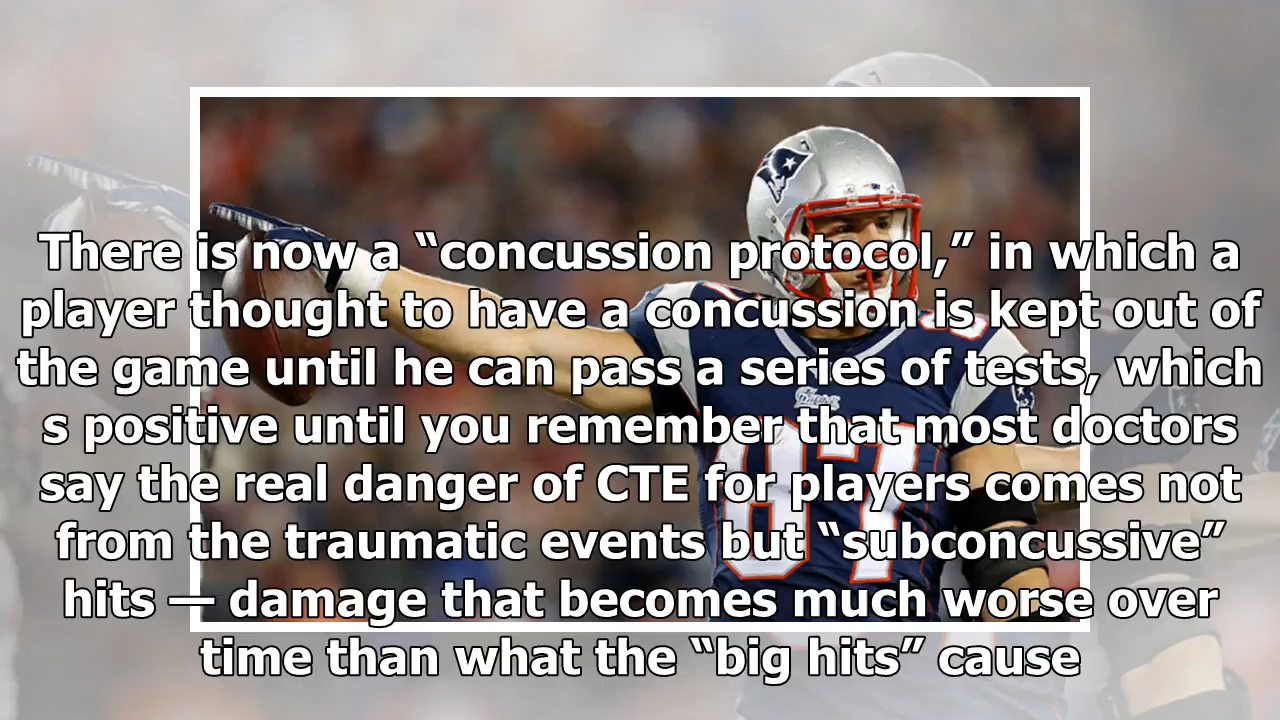 There is now a “concussion protocol,” in which a
player thought to have a concussion is kept out of
the game until he can pass a series of tests, which
s positive until you remember that most doctors
say the real danger of CTE for players comes not
from the traumatic events but “subconcussive”
hits — damage that becomes much worse over
time than what the “big hits” cause
87